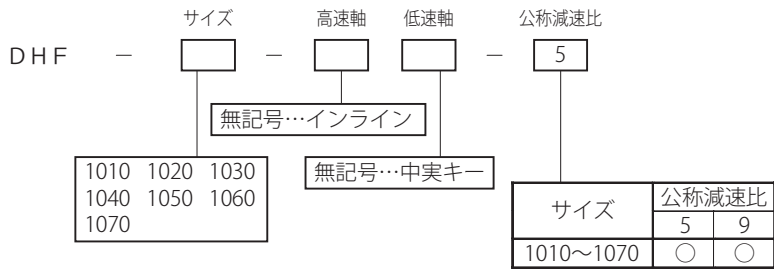 サイズ 高速軸 低速軸 公称減速比
DHF － － － 5
無記号…インライン
無記号…中実キー
1010 1020 1030
1040 1050 1060
1070
サイズ 公称減速比
5 9
1010～1070 ○ ○